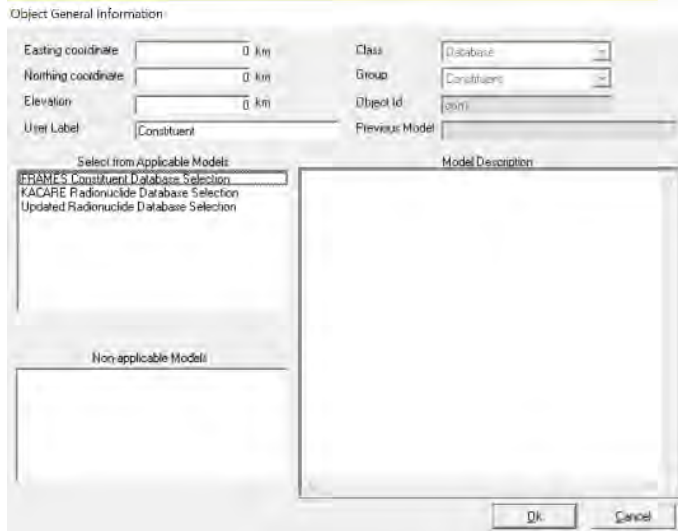 Object General Information
Easting coordinate 0 km Class Database
Northing coordinate 0 km Group Constituent
Elevation 0 km Object Id
User Label Constituent Previous Model
Select from Applicable Models Model Description
FRAMES Constituent Database Selection
KACARE Radionuclide Database Selection
Updated Radionuclide Database Selection
Non-applicable Models
Ok Cancel